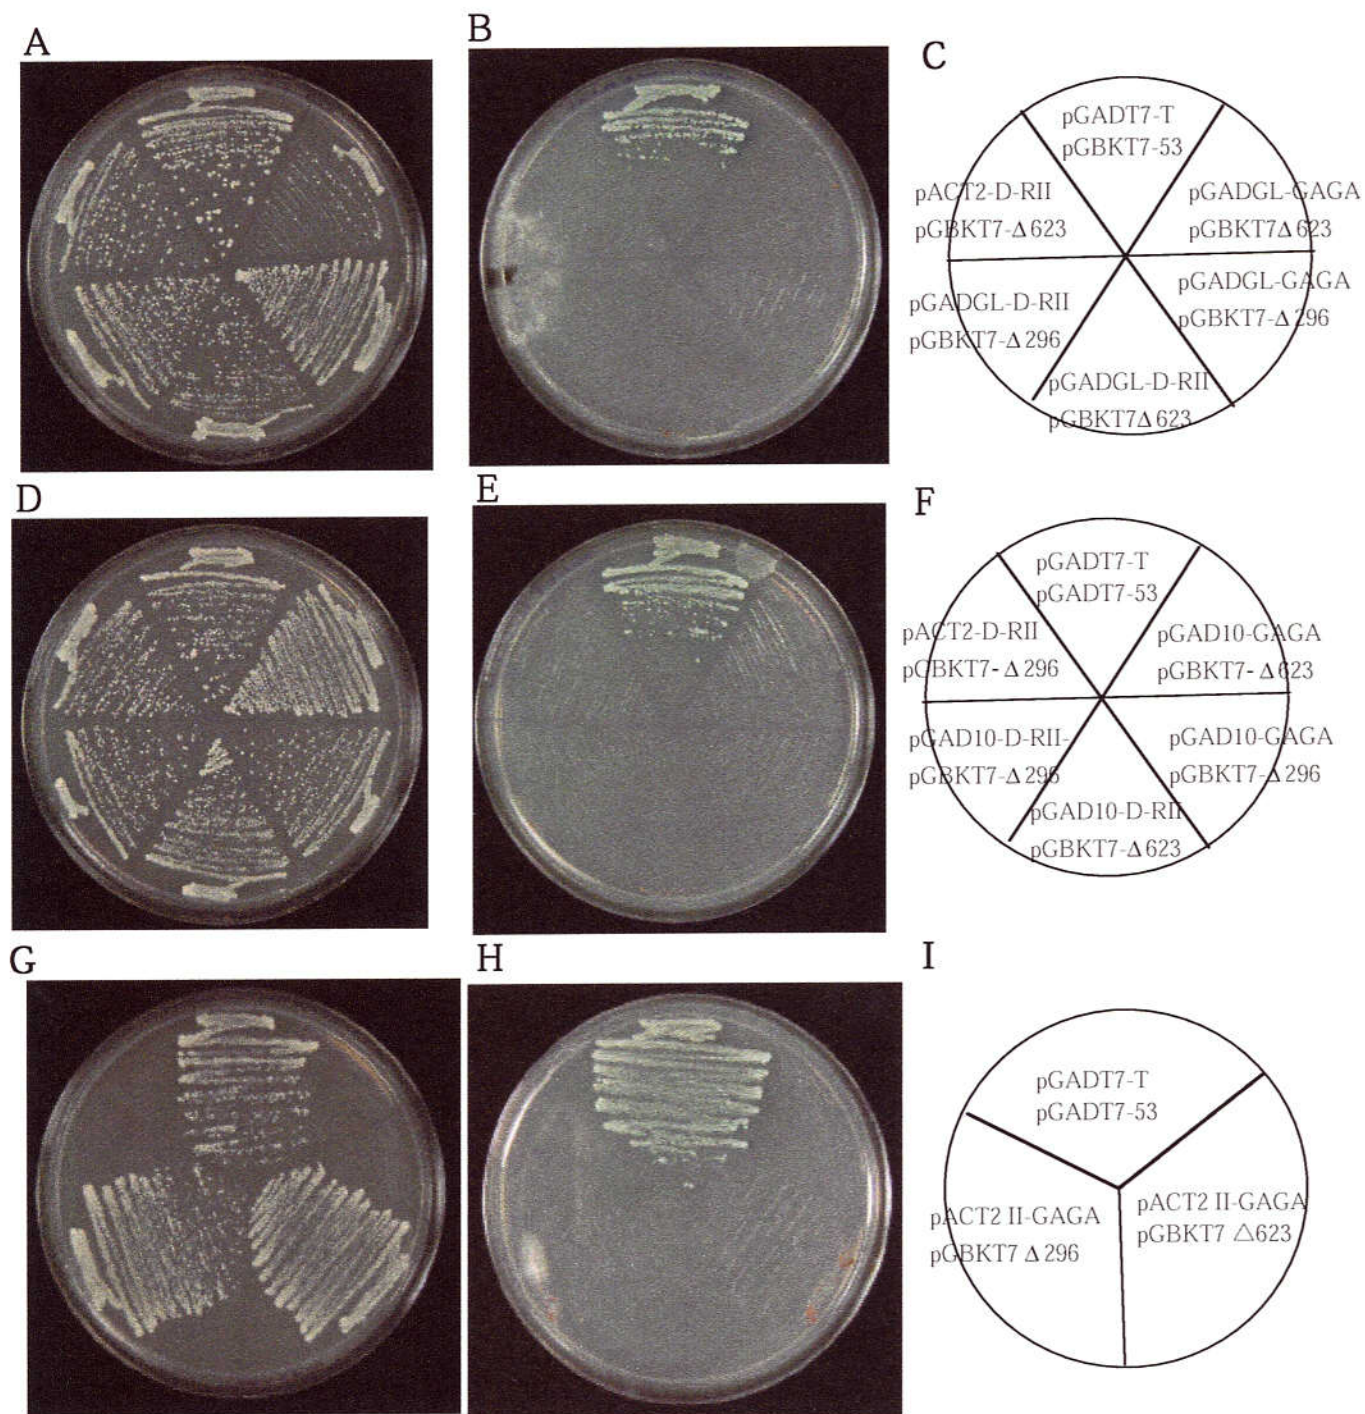 A
B
C
pGADT7-T
pGBKT7-53
pACT2-D-RII
pGBKT7-Δ623
pGADGL-GAGA
pGBKT7Δ623
pGADGL-D-RII
pGBKT7-Δ296
pGADGL-GAGA
pGBKT7-Δ296
pGADGL-D-RII
pGBKT7Δ623
D
E
F
pGADT7-T
pGADT7-53
pACT2-D-RII
pGBKT7-Δ296
pGAD10-GAGA
pGBKT7-Δ623
pGAD10-D-RII-
pGBKT7-Δ296
pGAD10-GAGA
pGBKT7-Δ296
pGAD10-D-RII
pGBKT7-Δ623
G
H
I
pGADT7-T
pGADT7-53
pACT2 II-GAGA
pGBKT7 Δ296
pACT2 II-GAGA
pGBKT7 △623